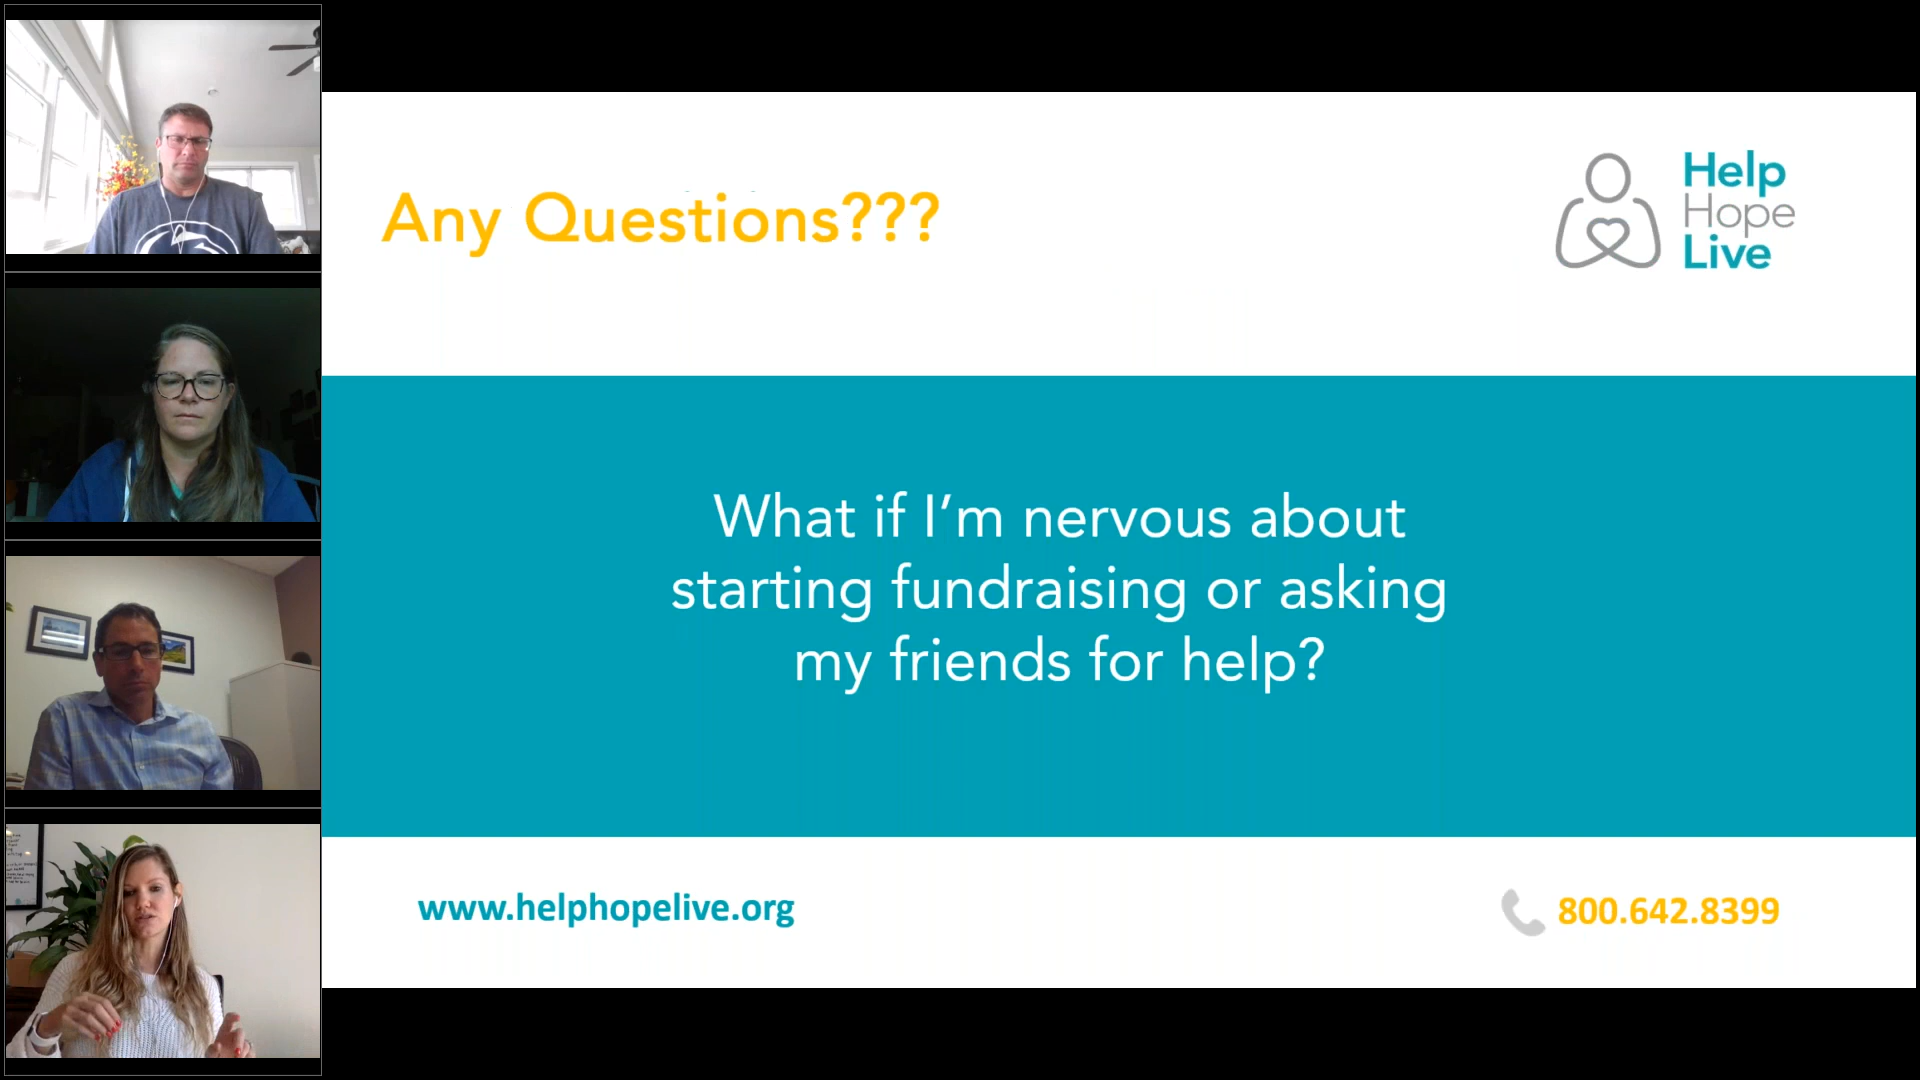 Any Questions???
Help
Hope
Live
What if I'm nervous about
starting fundraising or asking
my friends for help?
www.helphopelive.org
800.642.8399